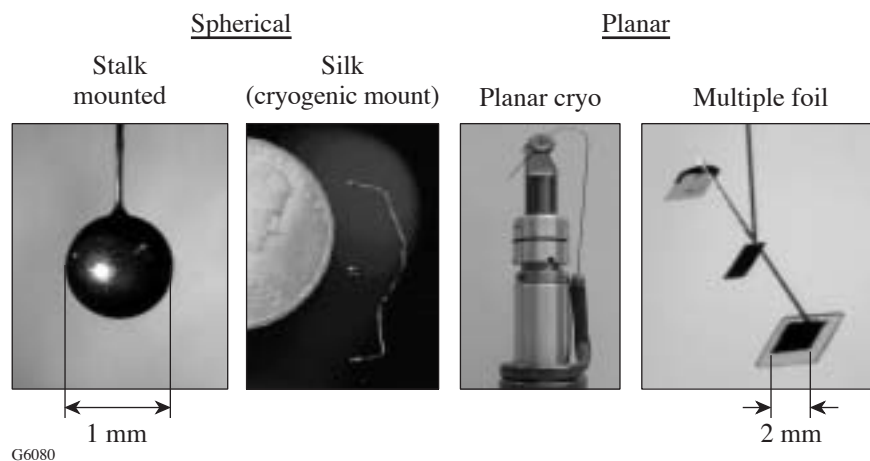 Spherical
Planar
Stalk
mounted
Silk
(cryogenic mount)
Planar cryo
Multiple foil
1 mm
2 mm
G6080